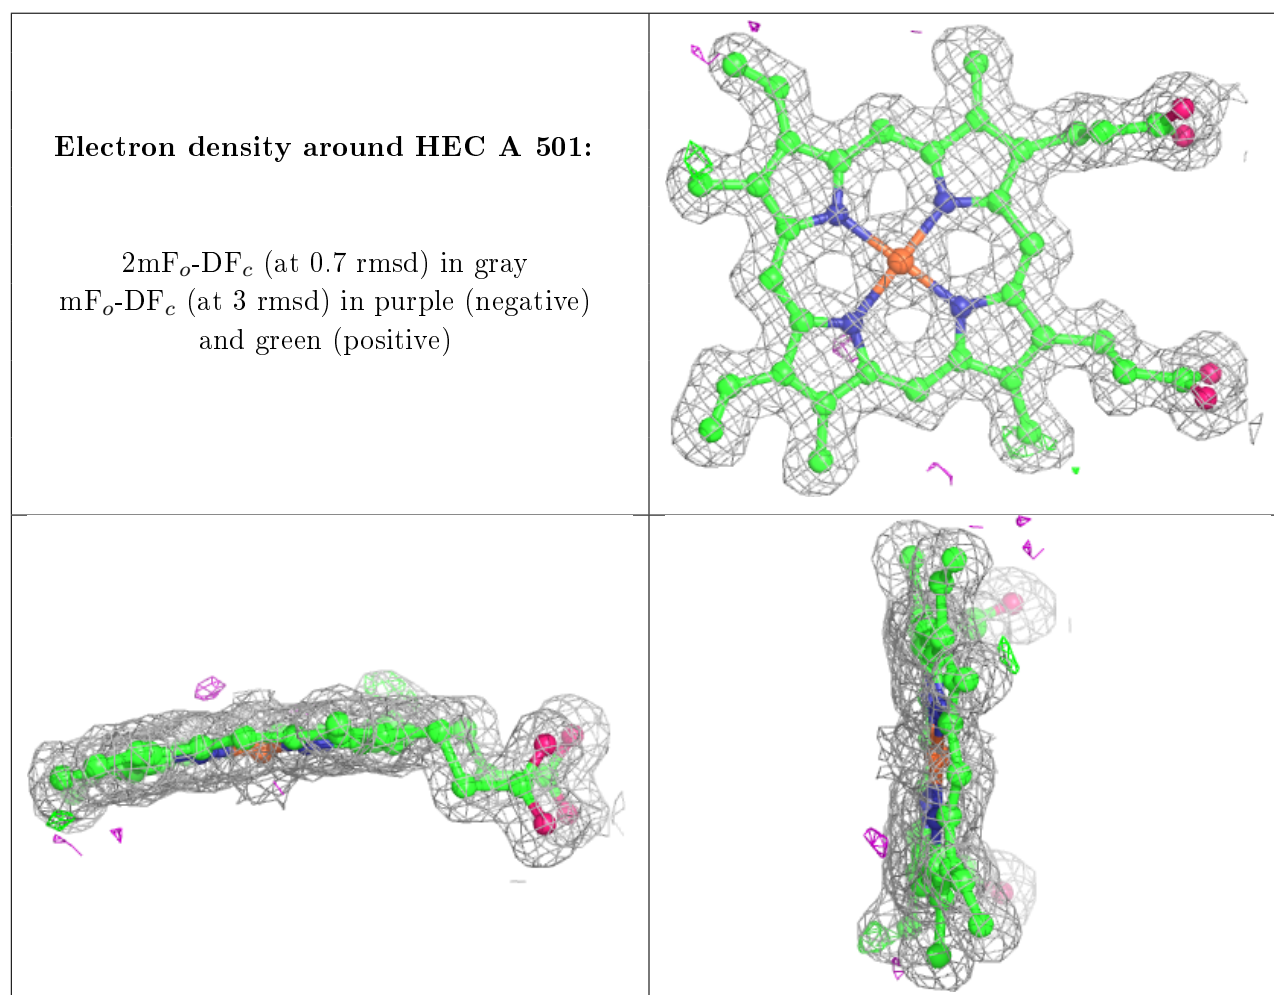 Electron density around HEC A 501:
2mFₒ-DF𝒸 (at 0.7 rmsd) in gray
mFₒ-DF𝒸 (at 3 rmsd) in purple (negative)
and green (positive)